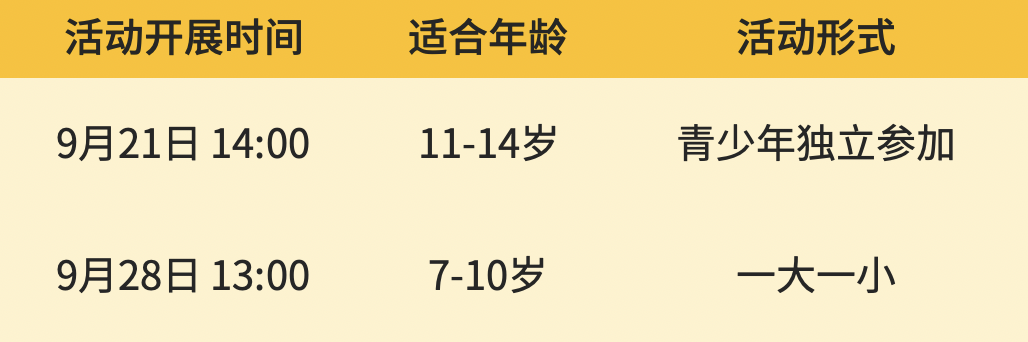 活动开展时间 适合年龄 活动形式
9月21日 14:00 11-14岁 青少年独立参加
9月28日 13:00 7-10岁 一大一小